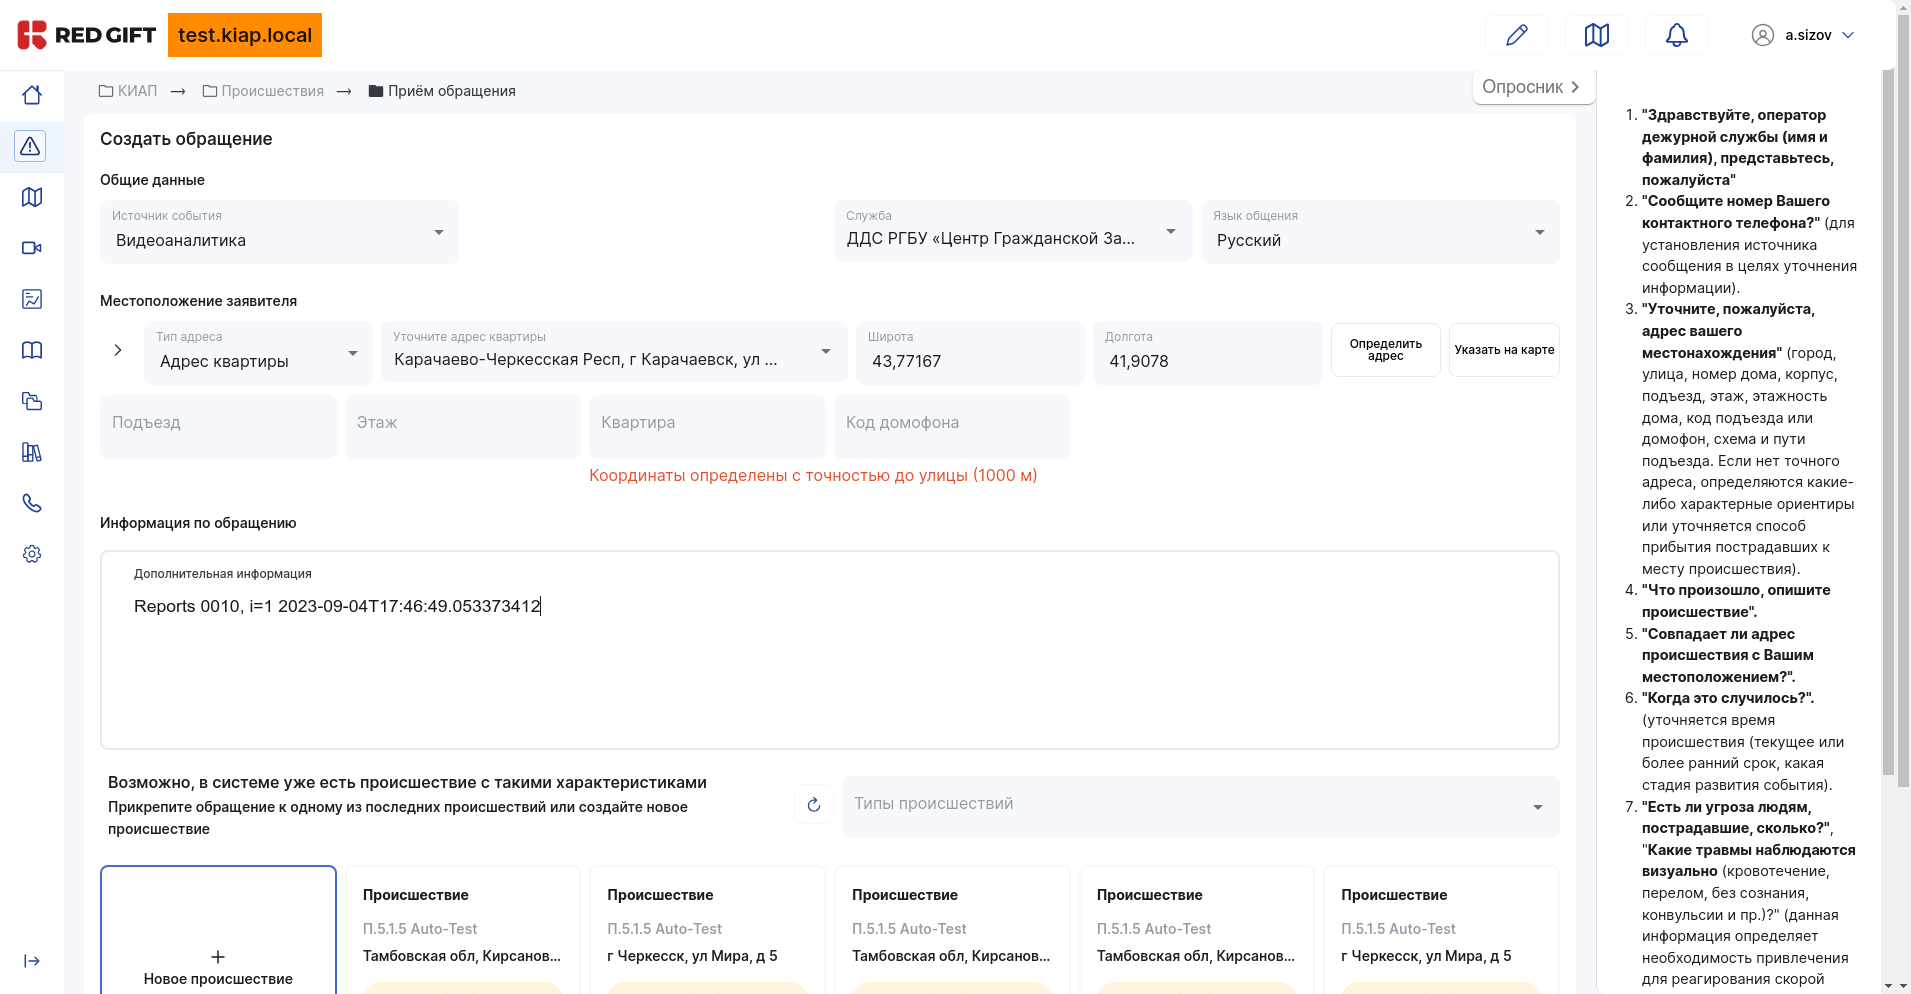 RED GIFT
test.kiap.local
a.sizov
КИАП → Происшествия → Приём обращения
Опросник
Создать обращение
Общие данные
Источник события
Видеоаналитика
Служба
ДДС РГБУ «Центр Гражданской За...
Язык общения
Русский
Местоположение заявителя
Тип адреса
Адрес квартиры
Уточните адрес квартиры
Карачаево-Черкесская Респ, г Карачаевск, ул ...
Широта
43,77167
Долгота
41,9078
Определить
адрес
Указать на карте
Подъезд
Этаж
Квартира
Код домофона
Координаты определены с точностью до улицы (1000 м)
Информация по обращению
Дополнительная информация
Reports 0010, i=1 2023-09-04T17:46:49.053373412
Возможно, в системе уже есть происшествие с такими характеристиками
Прикрепите обращение к одному из последних происшествий или создайте новое
происшествие
Типы происшествий
+
Новое происшествие
Происшествие
П.5.1.5 Auto-Test
Тамбовская обл, Кирсанов...
Происшествие
П.5.1.5 Auto-Test
г Черкесск, ул Мира, д 5
Происшествие
П.5.1.5 Auto-Test
Тамбовская обл, Кирсанов...
Происшествие
П.5.1.5 Auto-Test
Тамбовская обл, Кирсанов...
Происшествие
П.5.1.5 Auto-Test
г Черкесск, ул Мира, д 5
1. "Здравствуйте, оператор
дежурной службы (имя и
фамилия), представьтесь,
пожалуйста"
2. "Сообщите номер Вашего
контактного телефона?" (для
установления источника
сообщения в целях уточнения
информации).
3. "Уточните, пожалуйста,
адрес вашего
местонахождения" (город,
улица, номер дома, корпус,
подъезд, этаж, этажность
дома, код подъезда или
домофон, схема и пути
подъезда. Если нет точного
адреса, определяются какие-
либо характерные ориентиры
или уточняется способ
прибытия пострадавших к
месту происшествия).
4. "Что произошло, опишите
происшествие".
5. "Совпадает ли адрес
происшествия с Вашим
местоположением?".
6. "Когда это случилось?".
(уточняется время
происшествия (текущее или
более ранний срок, какая
стадия развития события).
7. "Есть ли угроза людям,
пострадавшие, сколько?",
"Какие травмы наблюдаются
визуально (кровотечение,
перелом, без сознания,
конвульсии и пр.)?" (данная
информация определяет
необходимость привлечения
для реагирования скорой